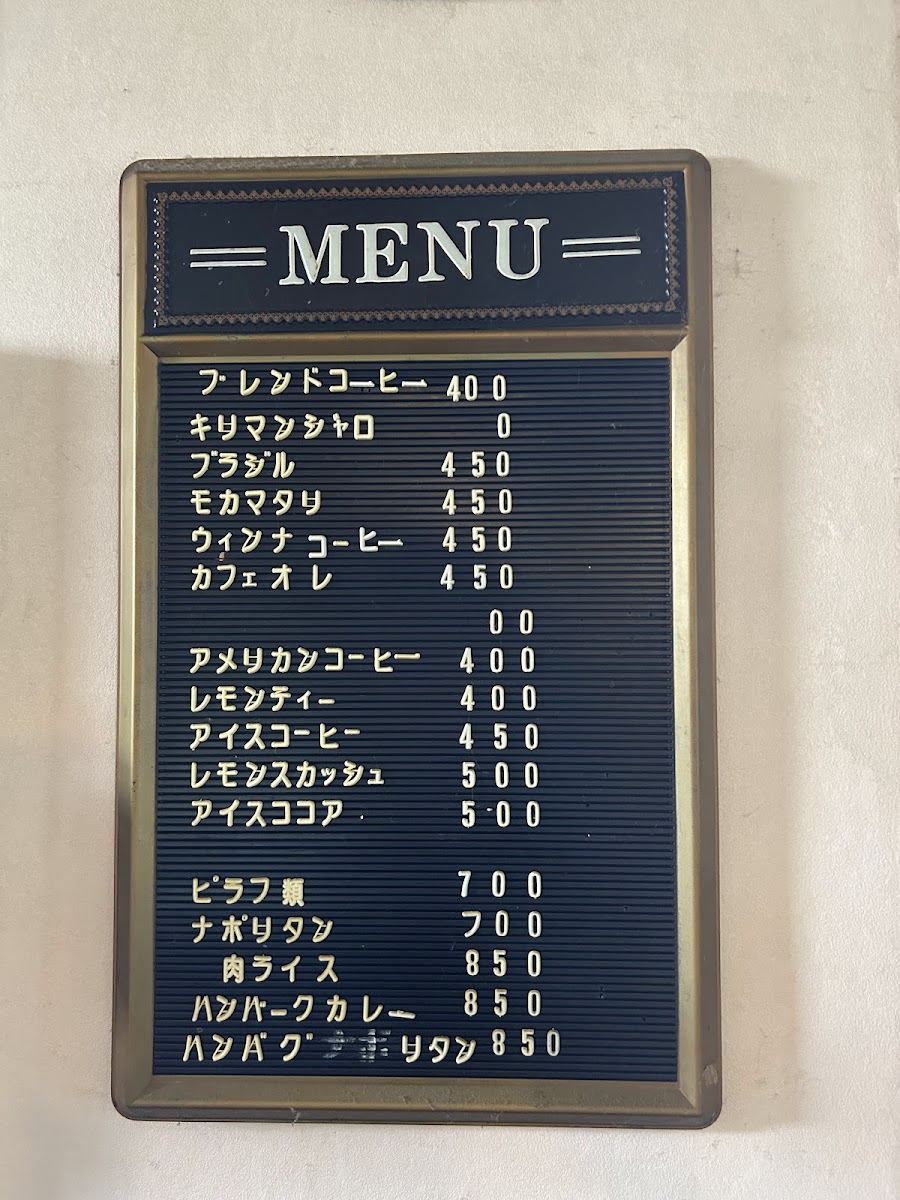 MENU
ブレンドコーヒー 400
キリマンジャロ 0
ブラジル 450
モカマタリ 450
ウィンナコーヒー 450
カフェオレ 450
00
アメリカンコーヒー 400
レモンティー 400
アイスコーヒー 450
レモンスカッシュ 500
アイスココア 500
ピラフ類 700
ナポリタン 700
肉ライス 850
ハンバークカレー 850
ハンバグ リタン 850